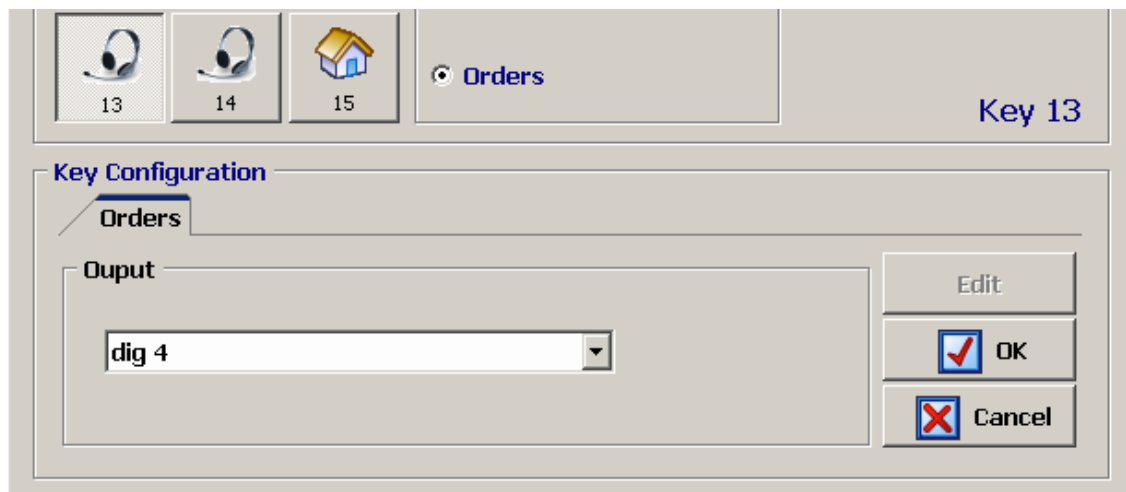 13
14
15
Orders
Key 13
Key Configuration
Orders
Ouput
dig 4
Edit
OK
Cancel